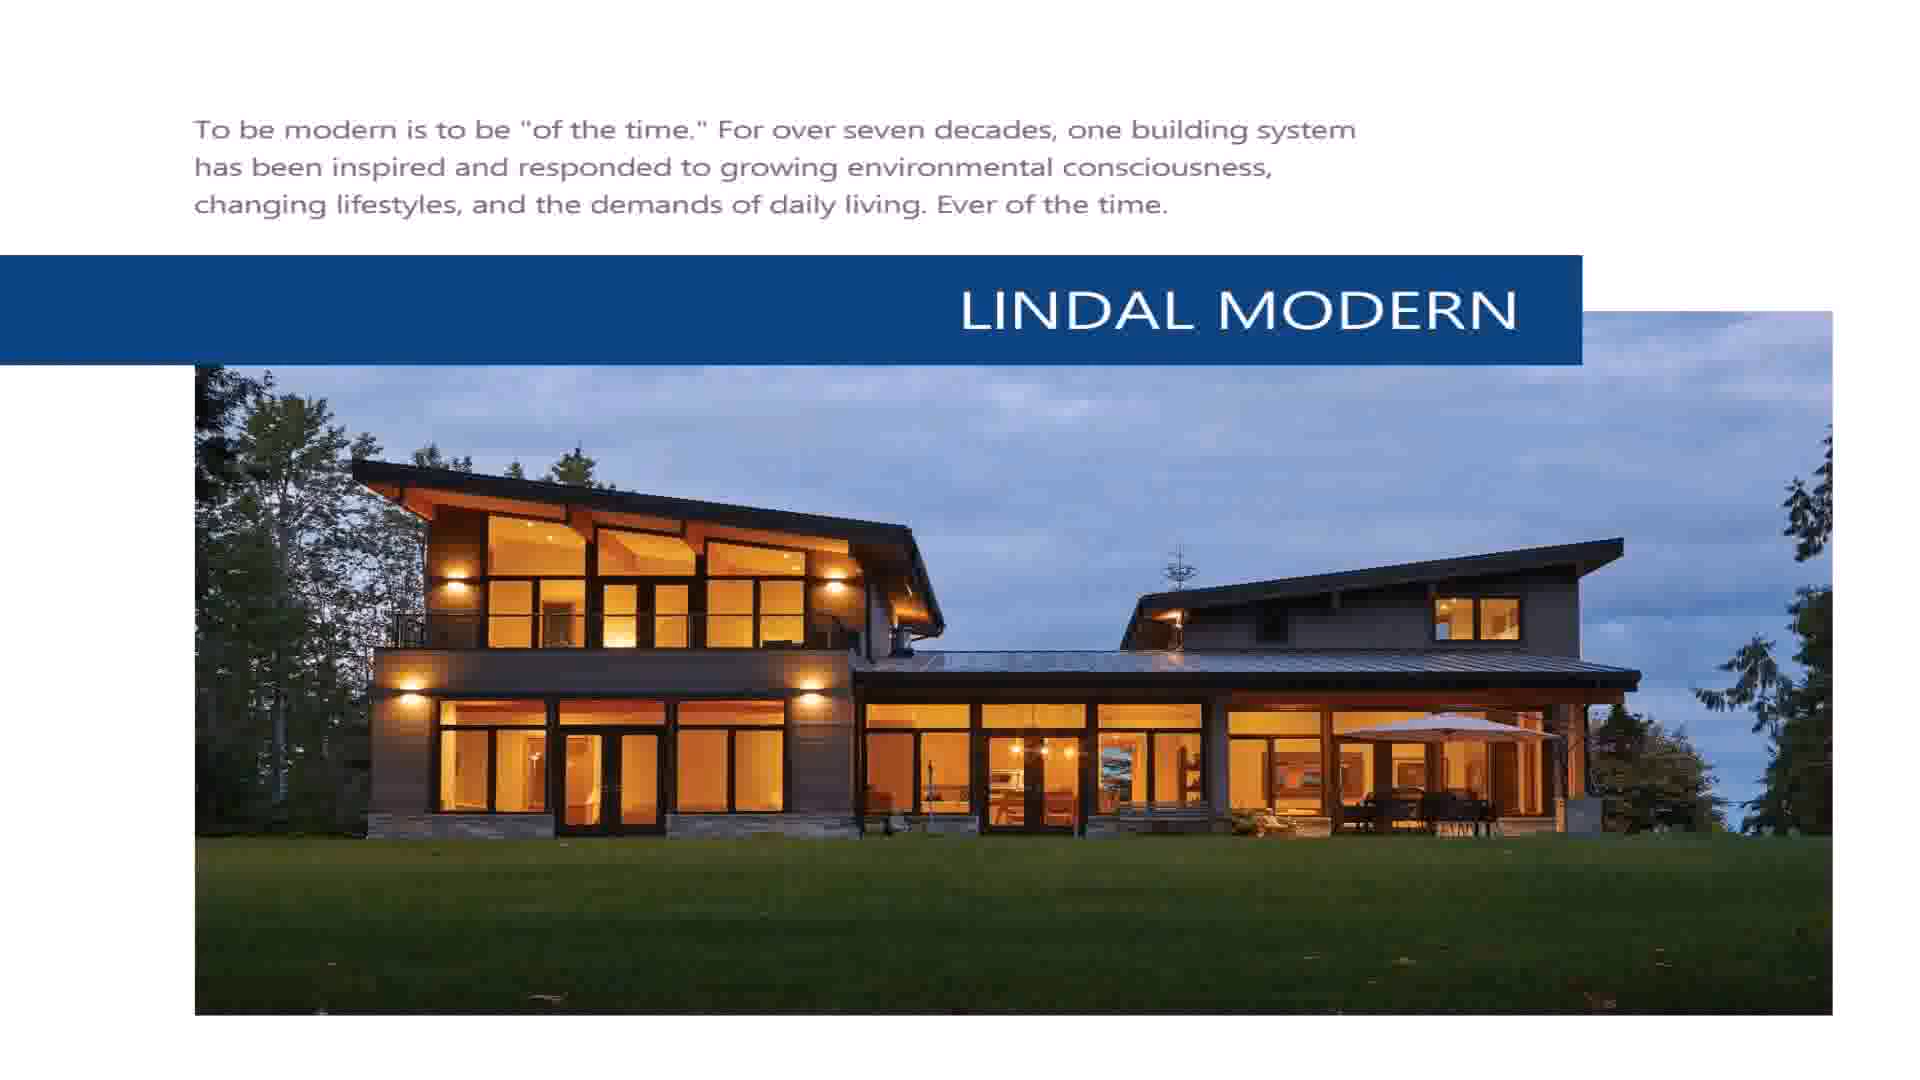 To be modern is to be "of the time." For over seven decades, one building system
has been inspired and responded to growing environmental consciousness,
changing lifestyles, and the demands of daily living. Ever of the time.
LINDAL MODERN